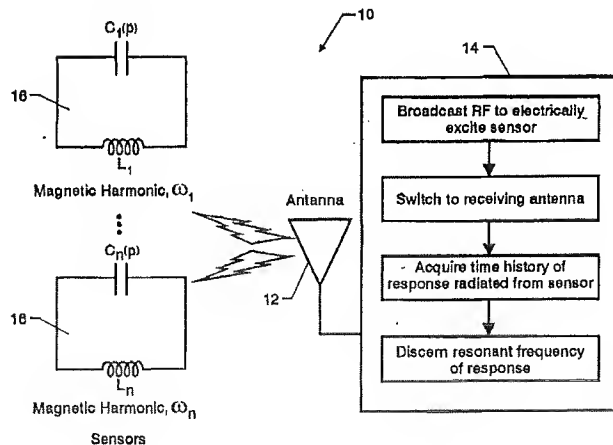 C₁(p)
10
14
16
L₁
Magnetic Harmonic, ω₁
Broadcast RF to electrically
excite sensor
Switch to receiving antenna
Acquire time history of
response radiated from sensor
Discern resonant frequency
of response
Antenna
12
Cₙ(p)
16
Lₙ
Magnetic Harmonic, ωₙ
Sensors